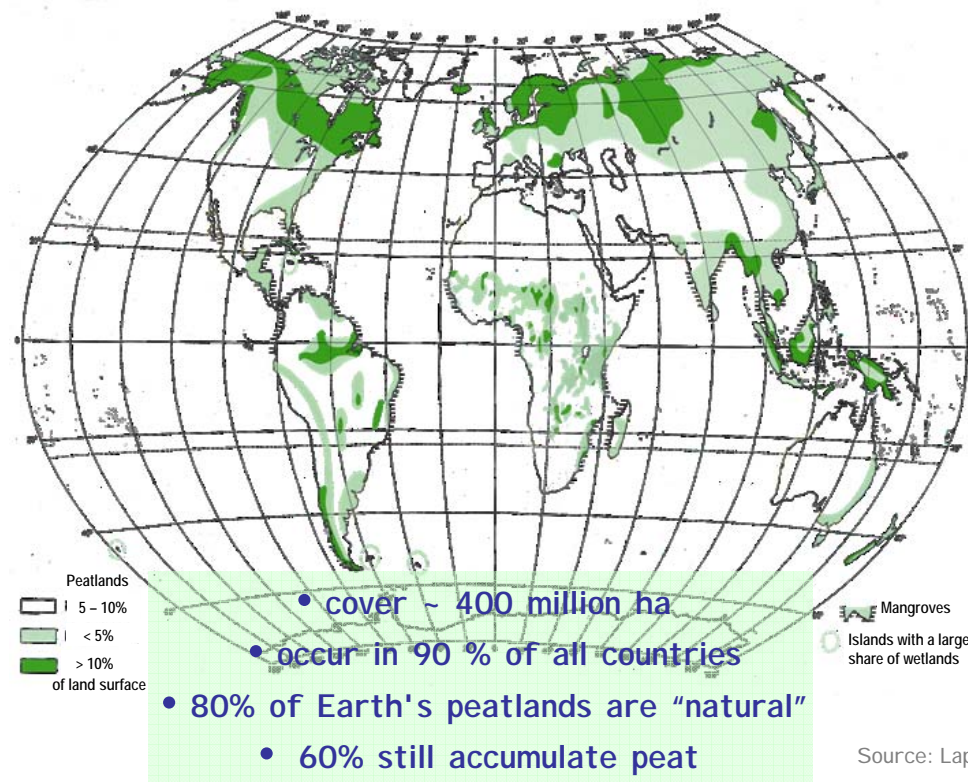 Peatlands
5 – 10%
< 5%
> 10%
of land surface
• cover ~ 400 million ha
• occur in 90 % of all countries
• 80% of Earth's peatlands are “natural”
• 60% still accumulate peat
Mangroves
Islands with a large
share of wetlands
Source: Lap